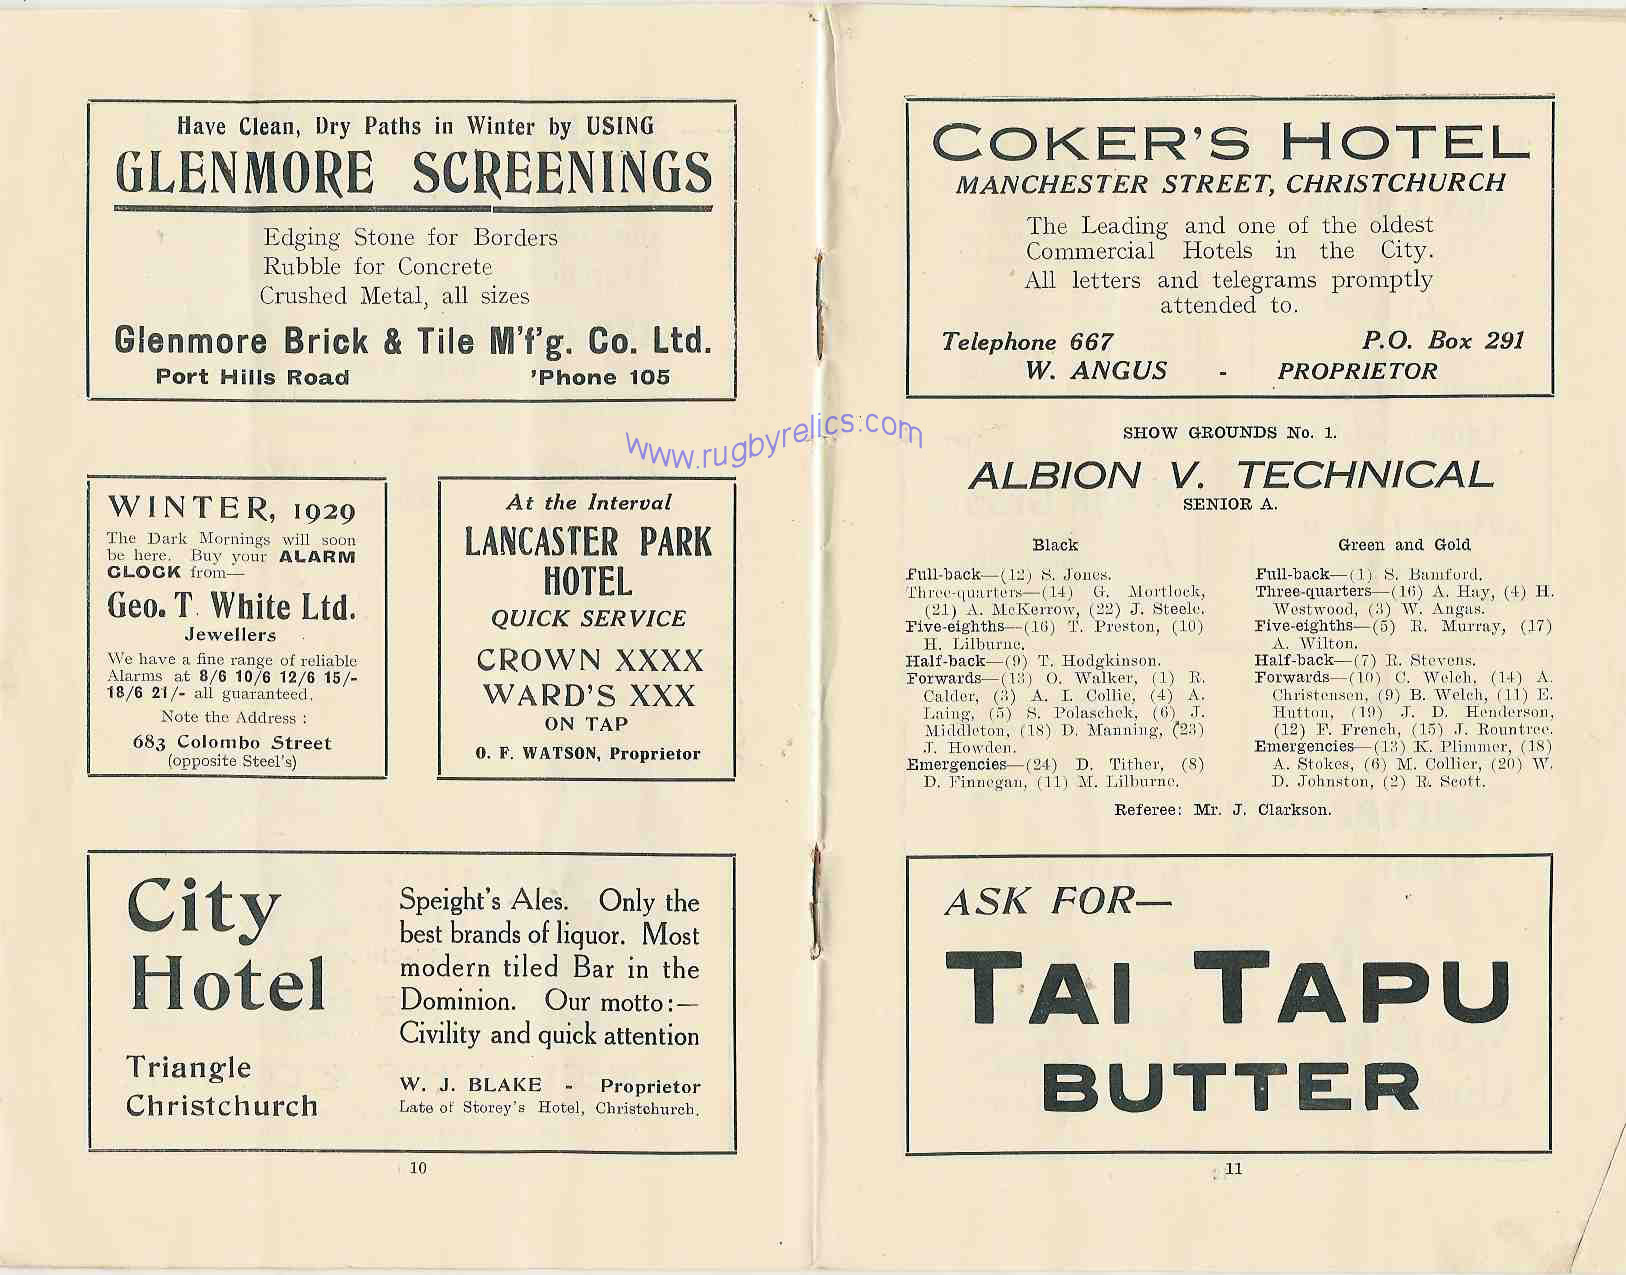 Have Clean, Dry Paths in Winter by USING
GLENMORE SCREENINGS
Edging Stone for Borders
Rubble for Concrete
Crushed Metal, all sizes
Glenmore Brick & Tile M'f'g. Co. Ltd.
Port Hills Road 'Phone 105
WINTER, 1929
The Dark Mornings will soon
be here. Buy your ALARM
CLOCK from—
Geo. T. White Ltd.
Jewellers
We have a fine range of reliable
Alarms at 8/6 10/6 12/6 15/-
18/6 21/- all guaranteed.
Note the Address :
683 Colombo Street
(opposite Steel's)
At the Interval
LANCASTER PARK
HOTEL
QUICK SERVICE
CROWN XXXX
WARD'S XXX
ON TAP
O. F. WATSON, Proprietor
City
Hotel
Triangle
Christchurch
Speight's Ales. Only the
best brands of liquor. Most
modern tiled Bar in the
Dominion. Our motto:—
Civility and quick attention
W. J. BLAKE - Proprietor
Late of Storey's Hotel, Christchurch.
10
www.rugbyrelics.com
COKER'S HOTEL
MANCHESTER STREET, CHRISTCHURCH
The Leading and one of the oldest
Commercial Hotels in the City.
All letters and telegrams promptly
attended to.
Telephone 667 P.O. Box 291
W. ANGUS - PROPRIETOR
SHOW GROUNDS No. 1.
ALBION V. TECHNICAL
SENIOR A.
Black
Full-back—(12) S. Jones.
Three-quarters—(14) G. Mortlock,
(21) A. McKerrow, (22) J. Steele.
Five-eighths—(16) T. Preston, (10)
H. Lilburne.
Half-back—(9) T. Hodgkinson.
Forwards—(13) O. Walker, (1) R.
Calder, (3) A. I. Collie, (4) A.
Laing, (5) S. Polaschek, (6) J.
Middleton, (18) D. Manning, (23)
J. Howden.
Emergencies—(24) D. Tither, (8)
D. Finnegan, (11) M. Lilburne.
Green and Gold
Full-back—(1) S. Bamford.
Three-quarters—(16) A. Hay, (4) H.
Westwood, (3) W. Angas.
Five-eighths—(5) R. Murray, (17)
A. Wilton.
Half-back—(7) R. Stevens.
Forwards—(10) C. Welch, (14) A.
Christensen, (9) B. Welch, (11) E.
Hutton, (19) J. D. Henderson,
(12) F. French, (15) J. Rountree.
Emergencies—(13) K. Plimmer, (18)
A. Stokes, (6) M. Collier, (20) W.
D. Johnston, (2) R. Scott.
Referee: Mr. J. Clarkson.
ASK FOR—
TAI TAPU
BUTTER
11